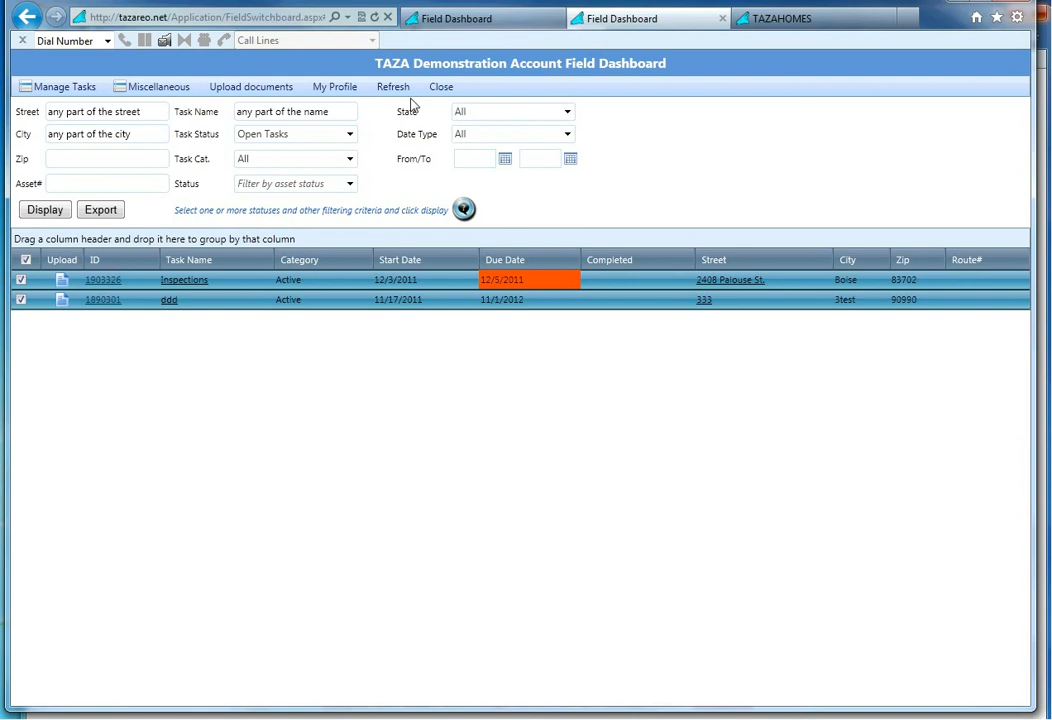 http://tazareo.net/Application/FieldSwitchboard.aspx Field Dashboard Field Dashboard TAZAHOMES
Dial Number Call Lines
TAZA Demonstration Account Field Dashboard
Manage Tasks Miscellaneous Upload documents My Profile Refresh Close
Street any part of the street Task Name any part of the name State All
City any part of the city Task Status Open Tasks Date Type All
Zip Task Cat. All From/To
Asset# Status Filter by asset status
Display Export Select one or more statuses and other filtering criteria and click display
Drag a column header and drop it here to group by that column
Upload ID Task Name Category Start Date Due Date Completed Street City Zip Route#
1903326 Inspections Active 12/3/2011 12/5/2011 2408 Palouse St. Boise 83702
1890301 ddd Active 11/17/2011 11/1/2012 333 3test 90990